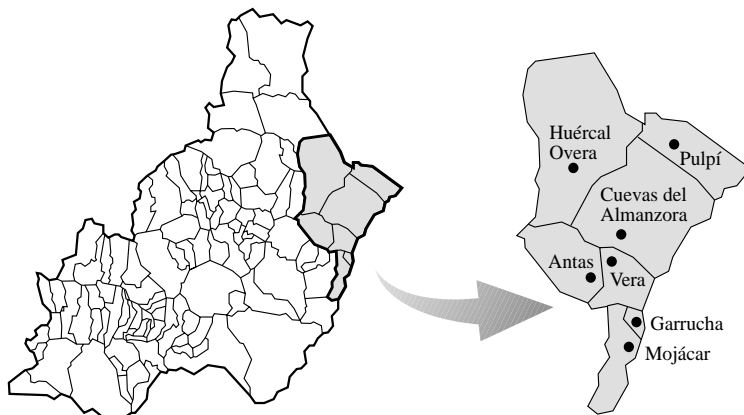 Huércal
Overa
Pulpí
Cuevas del
Almanzora
Antas
Vera
Garrucha
Mojácar